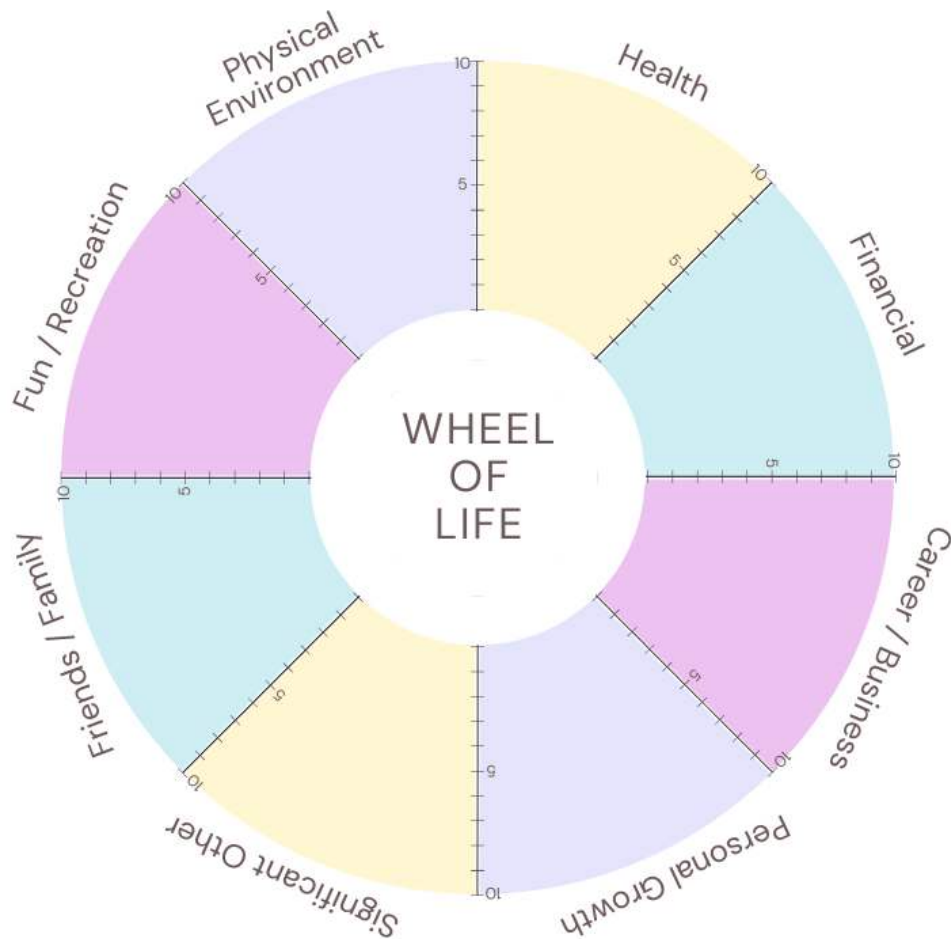 Physical
Environment
Health
Fun / Recreation
Financial
WHEEL
OF
LIFE
Friends / Family
Career / Business
Significant Other
Personal Growth
10
5
10
5
10
5
10
5
10
5
10
5
10
5
10
5